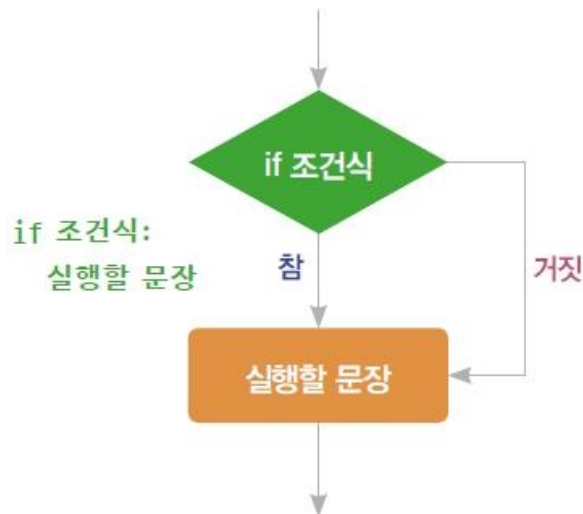 if 조건식
if 조건식:
실행할 문장
참
거짓
실행할 문장